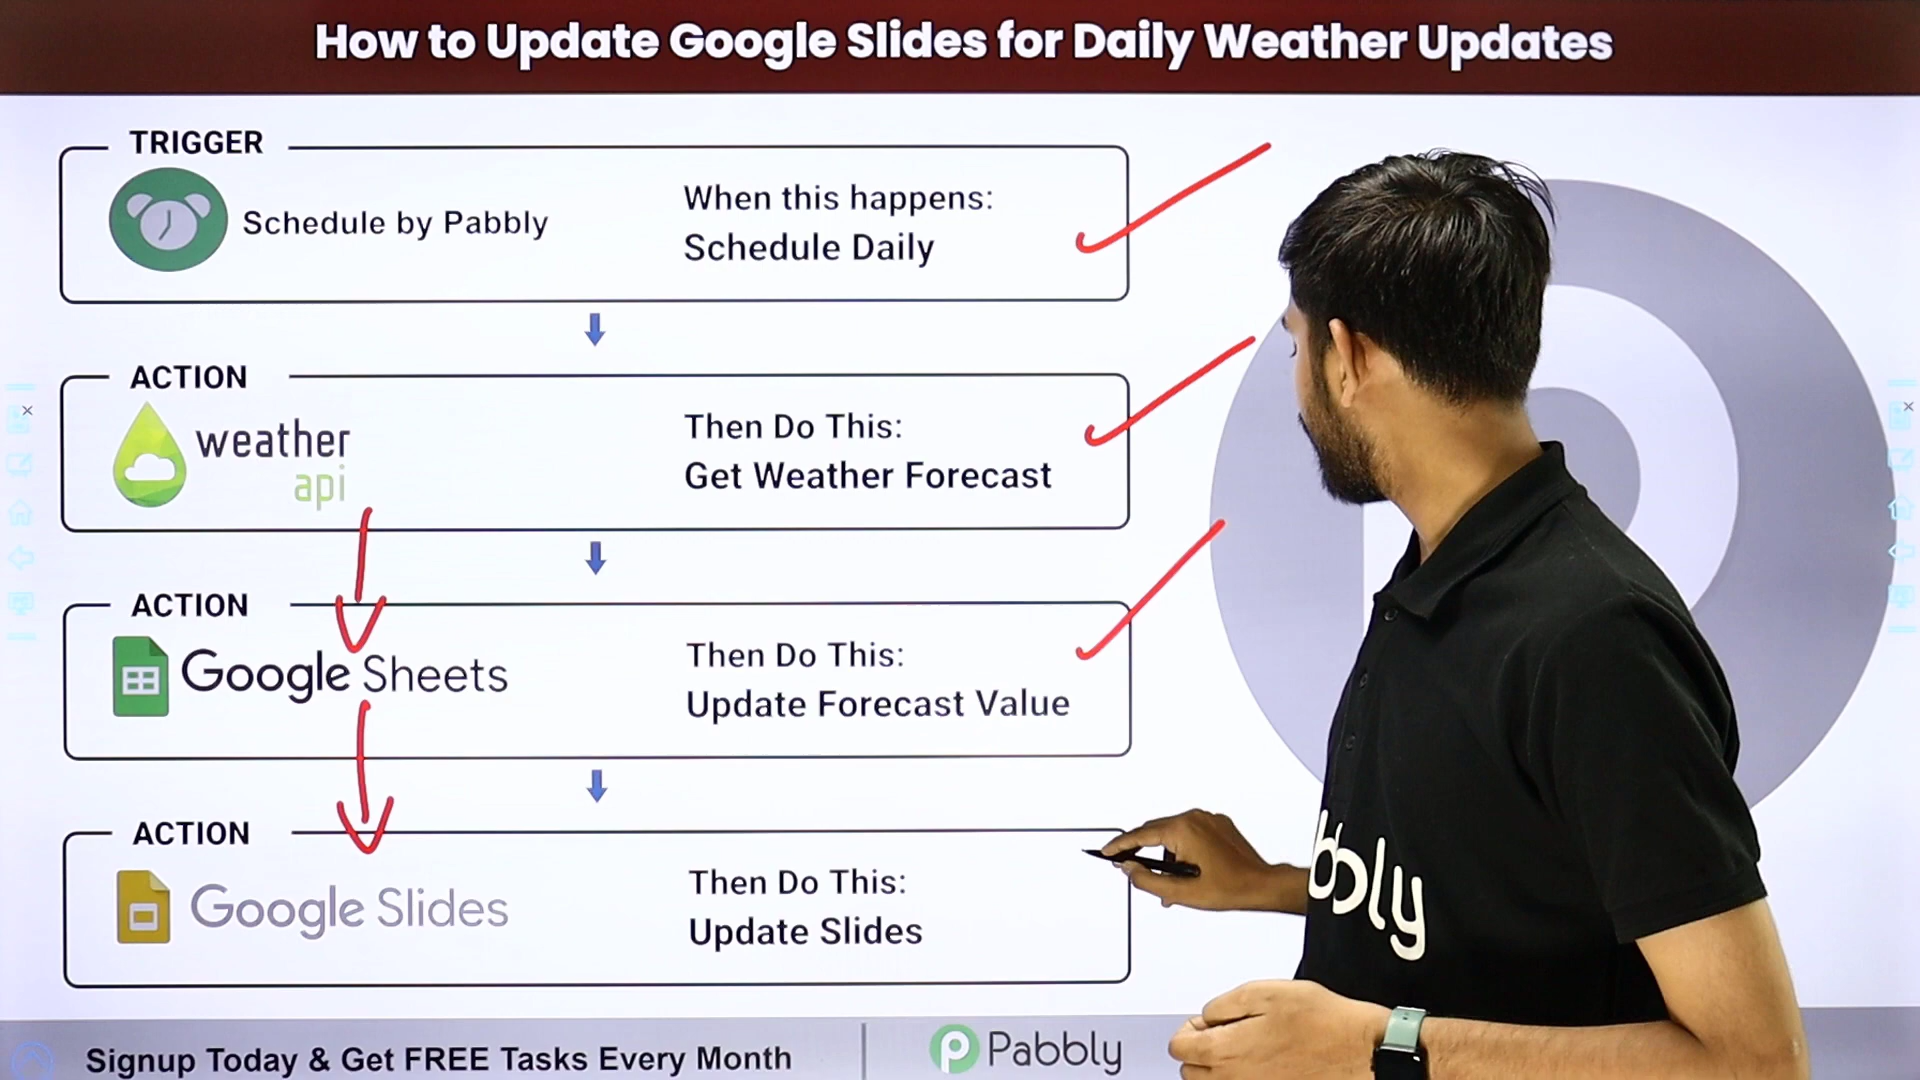 How to Update Google Slides for Daily Weather Updates
TRIGGER
Schedule by Pabbly
When this happens:
Schedule Daily
ACTION
weather
api
Then Do This:
Get Weather Forecast
ACTION
Google Sheets
Then Do This:
Update Forecast Value
ACTION
Google Slides
Then Do This:
Update Slides
bbly
Signup Today & Get FREE Tasks Every Month
Pabbly